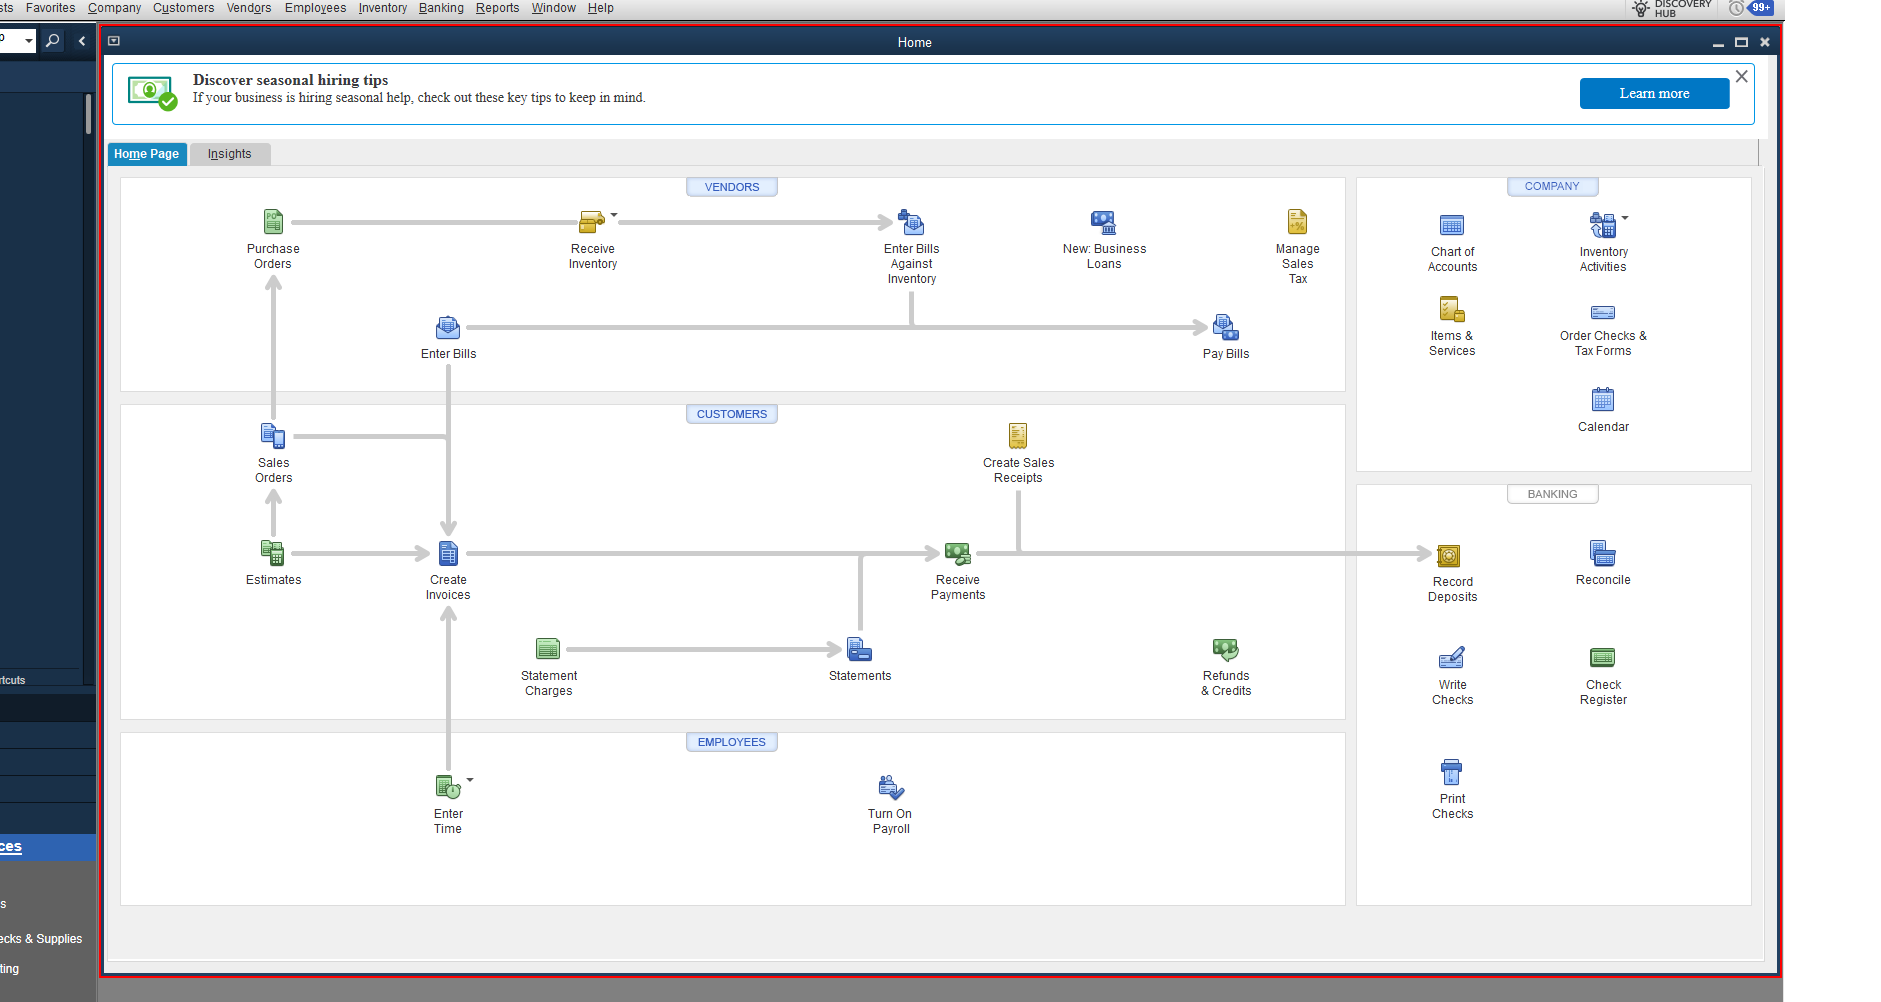 Favorites Company Customers Vendors Employees Inventory Banking Reports Window Help
DISCOVERY
HUB
99+
Home
Discover seasonal hiring tips
If your business is hiring seasonal help, check out these key tips to keep in mind.
Learn more
Home Page
Insights
VENDORS
PO
Purchase
Orders
Receive
Inventory
Enter Bills
Against
Inventory
New: Business
Loans
Manage
Sales
Tax
Enter Bills
Pay Bills
CUSTOMERS
Sales
Orders
Create Sales
Receipts
Estimates
Create
Invoices
Receive
Payments
Statement
Charges
Statements
Refunds
& Credits
EMPLOYEES
Enter
Time
Turn On
Payroll
COMPANY
Chart of
Accounts
Inventory
Activities
Items &
Services
Order Checks &
Tax Forms
Calendar
BANKING
Record
Deposits
Reconcile
Write
Checks
Check
Register
Print
Checks
rtcuts
ces
ecks & Supplies
ting